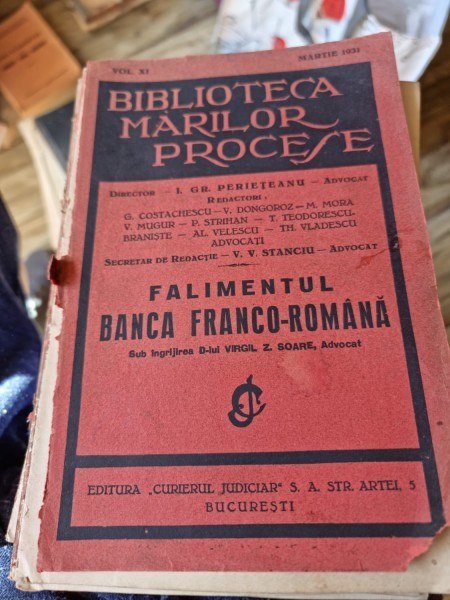 VOL. XI MARTIE 1931
BIBLIOTECA
MARILOR
PROCESE
DIRECTOR — I. GR. PERIEȚEANU — ADVOCAT
REDACTORI:
G. COSTACHESCU—V. DONGOROZ—M. MORA
V. MUGUR — P. STRIHAN — T. TEODORESCU-
BRANISTE — AL. VELESCU — TH. VLADESCU
ADVOCAȚI
SECRETAR DE REDACȚIE — V. V. STANCIU — ADVOCAT
FALIMENTUL
BANCA FRANCO-ROMÂNĂ
Sub îngrijirea D-lui VIRGIL Z. SOARE, Advocat
EDITURA „CURIERUL JUDICIAR" S. A. STR. ARTEI, 5
BUCUREȘTI